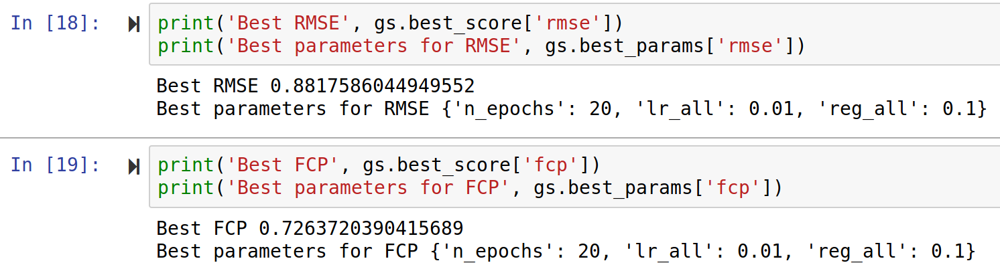 In [18]:
print('Best RMSE', gs.best_score['rmse'])
print('Best parameters for RMSE', gs.best_params['rmse'])
Best RMSE 0.8817586044949552
Best parameters for RMSE {'n_epochs': 20, 'lr_all': 0.01, 'reg_all': 0.1}
In [19]:
print('Best FCP', gs.best_score['fcp'])
print('Best parameters for FCP', gs.best_params['fcp'])
Best FCP 0.7263720390415689
Best parameters for FCP {'n_epochs': 20, 'lr_all': 0.01, 'reg_all': 0.1}